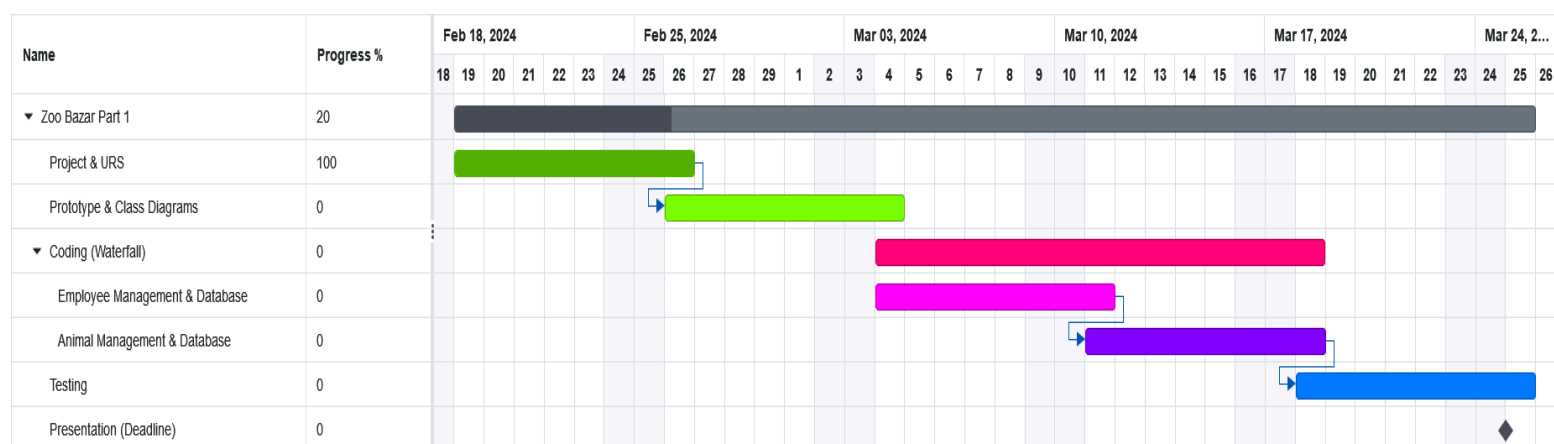 Name Progress % Feb 18, 2024 Feb 25, 2024 Mar 03, 2024 Mar 10, 2024 Mar 17, 2024 Mar 24, 2...
18 19 20 21 22 23 24 25 26 27 28 29 1 2 3 4 5 6 7 8 9 10 11 12 13 14 15 16 17 18 19 20 21 22 23 24 25 26
Zoo Bazar Part 1 20
Project & URS 100
Prototype & Class Diagrams 0
Coding (Waterfall) 0
Employee Management & Database 0
Animal Management & Database 0
Testing 0
Presentation (Deadline) 0